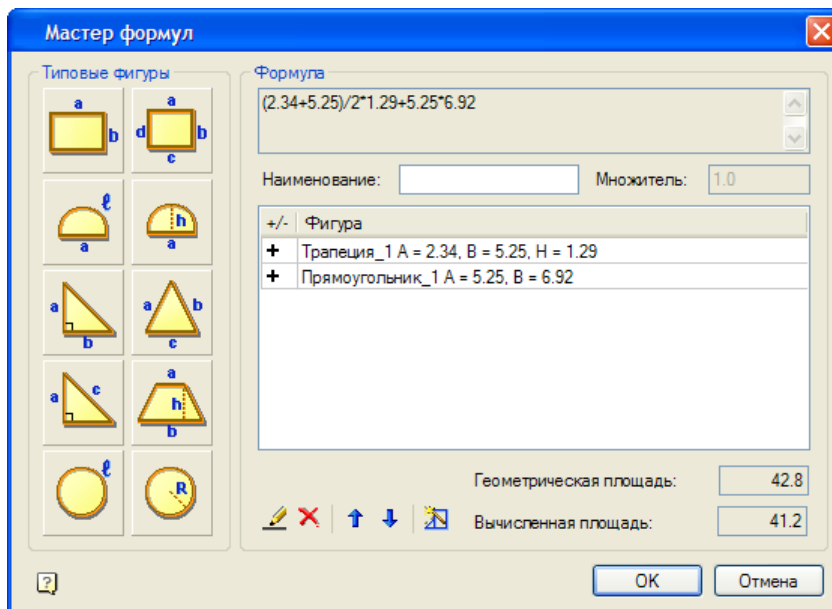 Мастер формул
Типовые фигуры
a
b
a
d
b
c
ℓ
a
h
a
a
b
a
b
c
a
c
a
h
b
ℓ
R
Формула
(2.34+5.25)/2*1.29+5.25*6.92
Наименование:
Множитель: 1.0
+/- Фигура
+ Трапеция_1 A = 2.34, B = 5.25, H = 1.29
+ Прямоугольник_1 A = 5.25, B = 6.92
Геометрическая площадь: 42.8
Вычисленная площадь: 41.2
?
OK
Отмена